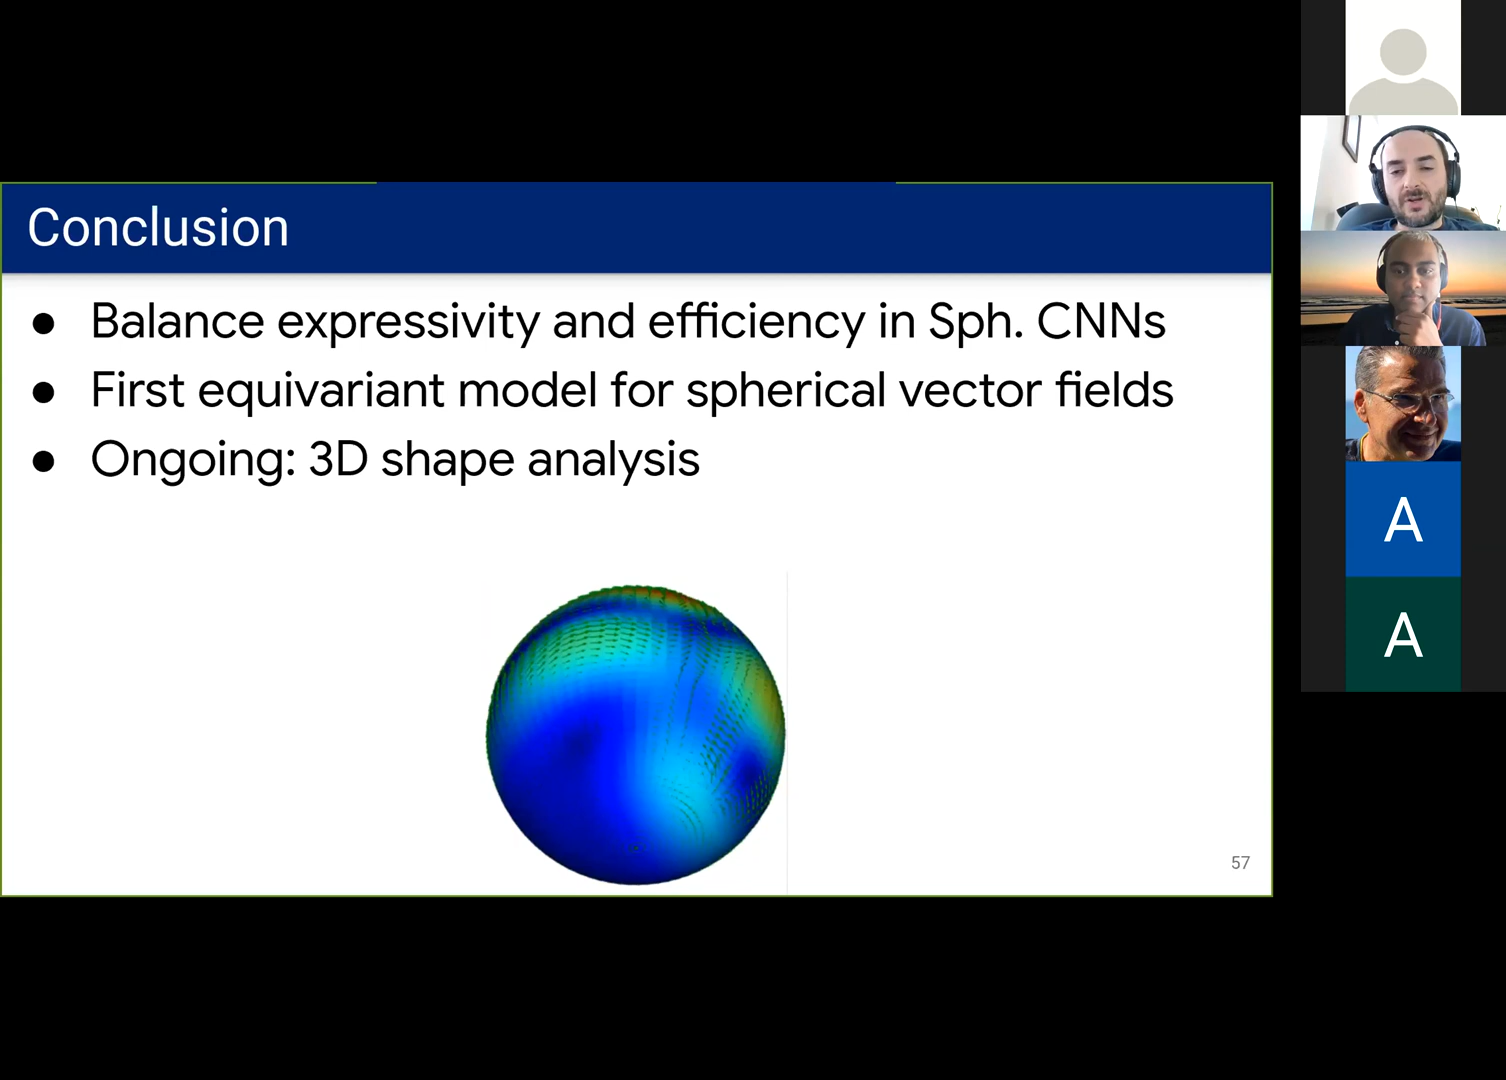 Conclusion
● Balance expressivity and efficiency in Sph. CNNs
● First equivariant model for spherical vector fields
● Ongoing: 3D shape analysis
57
A
A